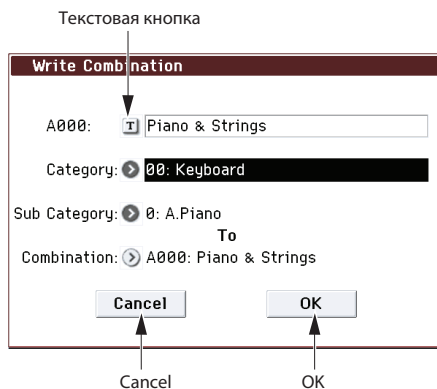 Текстовая кнопка
Write Combination
A000: T Piano & Strings
Category: 00: Keyboard
Sub Category: 0: A.Piano
To
Combination: A000: Piano & Strings
Cancel OK
Cancel OK